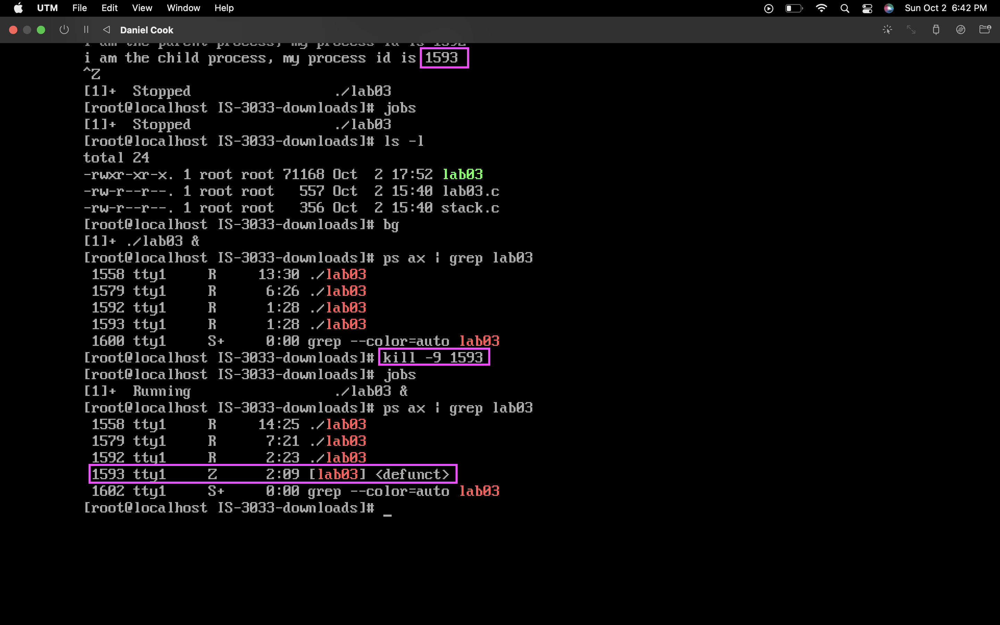 UTM File Edit View Window Help Sun Oct 2 6:42 PM
Daniel Cook
i am the parent process, my process id is 1592
i am the child process, my process id is 1593
^Z
[1]+  Stopped                 ./lab03
[root@localhost IS-3033-downloads]# jobs
[1]+  Stopped                 ./lab03
[root@localhost IS-3033-downloads]# ls -l
total 24
-rwxr-xr-x. 1 root root 71168 Oct  2 17:52 lab03
-rw-r--r--. 1 root root   557 Oct  2 15:40 lab03.c
-rw-r--r--. 1 root root   356 Oct  2 15:40 stack.c
[root@localhost IS-3033-downloads]# bg
[1]+ ./lab03 &
[root@localhost IS-3033-downloads]# ps ax | grep lab03
 1558 tty1     R     13:30 ./lab03
 1579 tty1     R      6:26 ./lab03
 1592 tty1     R      1:28 ./lab03
 1593 tty1     R      1:28 ./lab03
 1600 tty1     S+     0:00 grep --color=auto lab03
[root@localhost IS-3033-downloads]# kill -9 1593
[root@localhost IS-3033-downloads]# jobs
[1]+  Running                 ./lab03 &
[root@localhost IS-3033-downloads]# ps ax | grep lab03
 1558 tty1     R     14:25 ./lab03
 1579 tty1     R      7:21 ./lab03
 1592 tty1     R      2:23 ./lab03
 1593 tty1     Z      2:09 [lab03] <defunct>
 1602 tty1     S+     0:00 grep --color=auto lab03
[root@localhost IS-3033-downloads]# _